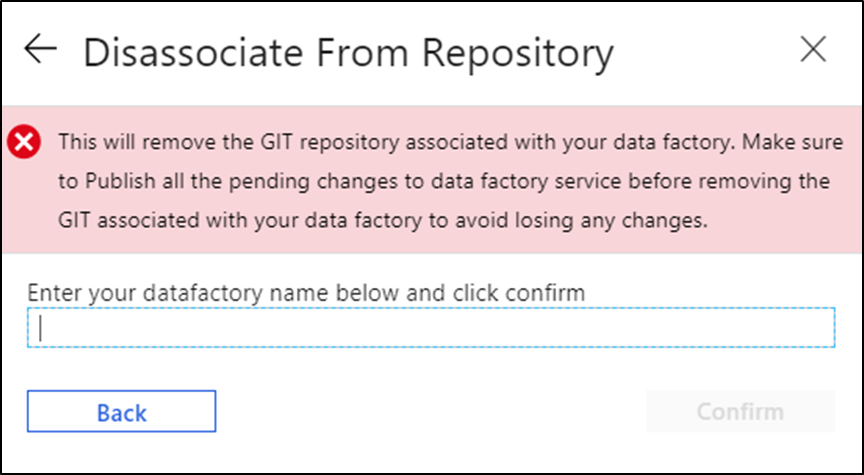 Disassociate From Repository
This will remove the GIT repository associated with your data factory. Make sure
to Publish all the pending changes to data factory service before removing the
GIT associated with your data factory to avoid losing any changes.
Enter your datafactory name below and click confirm
Back
Confirm